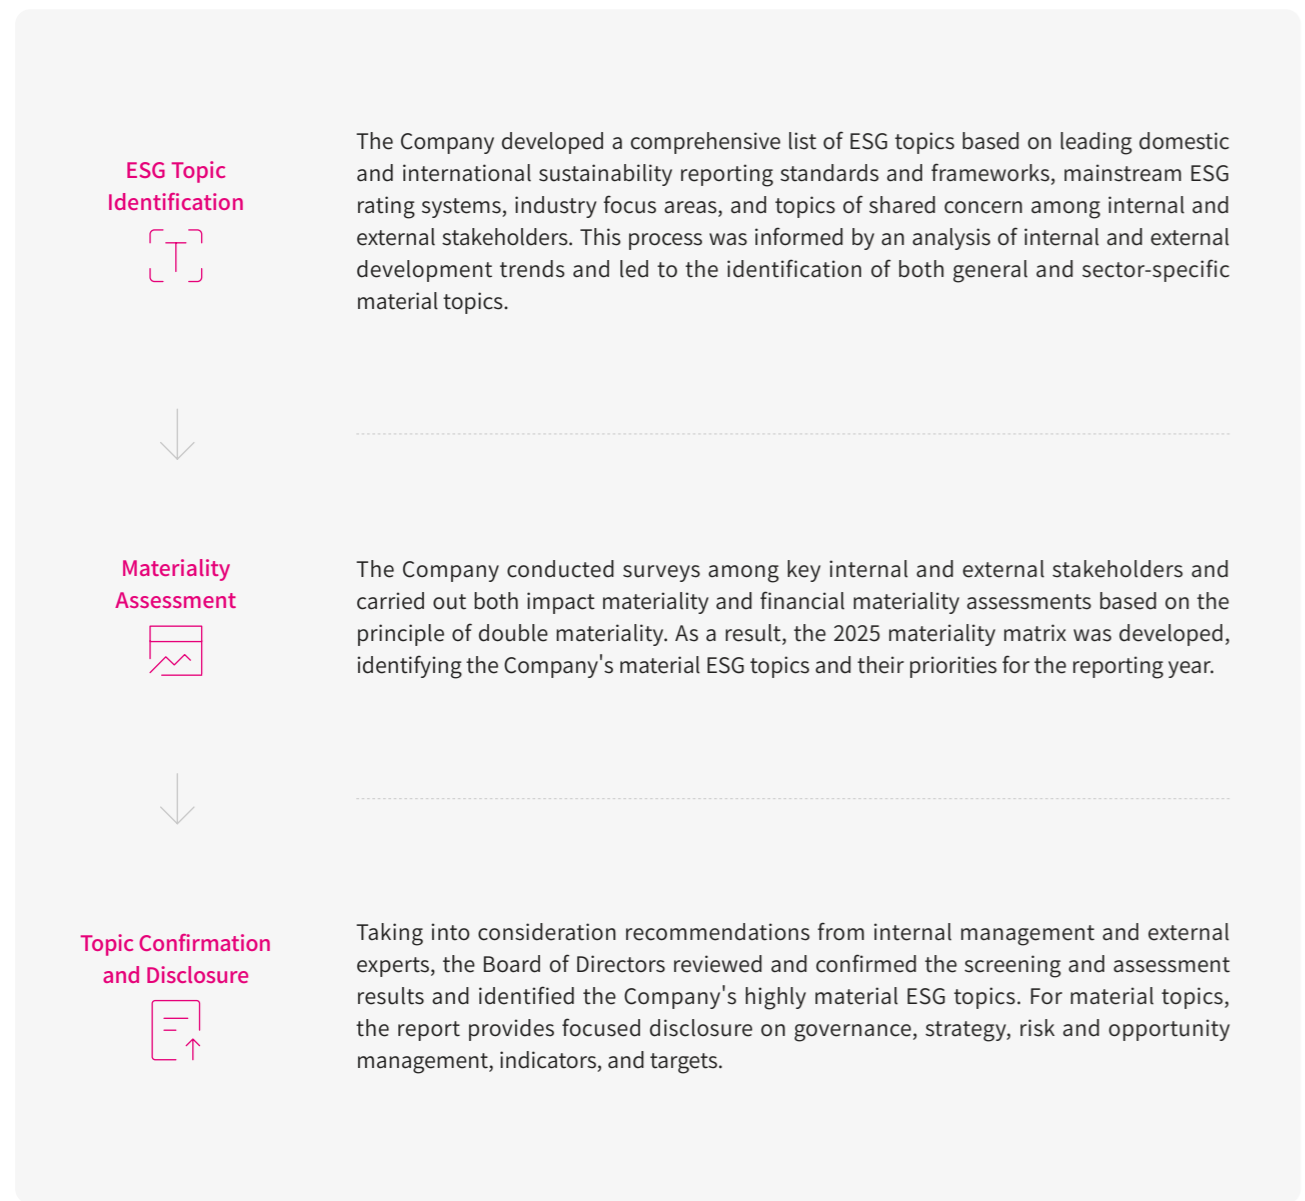 ESG Topic
Identification
The Company developed a comprehensive list of ESG topics based on leading domestic
and international sustainability reporting standards and frameworks, mainstream ESG
rating systems, industry focus areas, and topics of shared concern among internal and
external stakeholders. This process was informed by an analysis of internal and external
development trends and led to the identification of both general and sector-specific
material topics.
Materiality
Assessment
The Company conducted surveys among key internal and external stakeholders and
carried out both impact materiality and financial materiality assessments based on the
principle of double materiality. As a result, the 2025 materiality matrix was developed,
identifying the Company's material ESG topics and their priorities for the reporting year.
Topic Confirmation
and Disclosure
Taking into consideration recommendations from internal management and external
experts, the Board of Directors reviewed and confirmed the screening and assessment
results and identified the Company's highly material ESG topics. For material topics,
the report provides focused disclosure on governance, strategy, risk and opportunity
management, indicators, and targets.